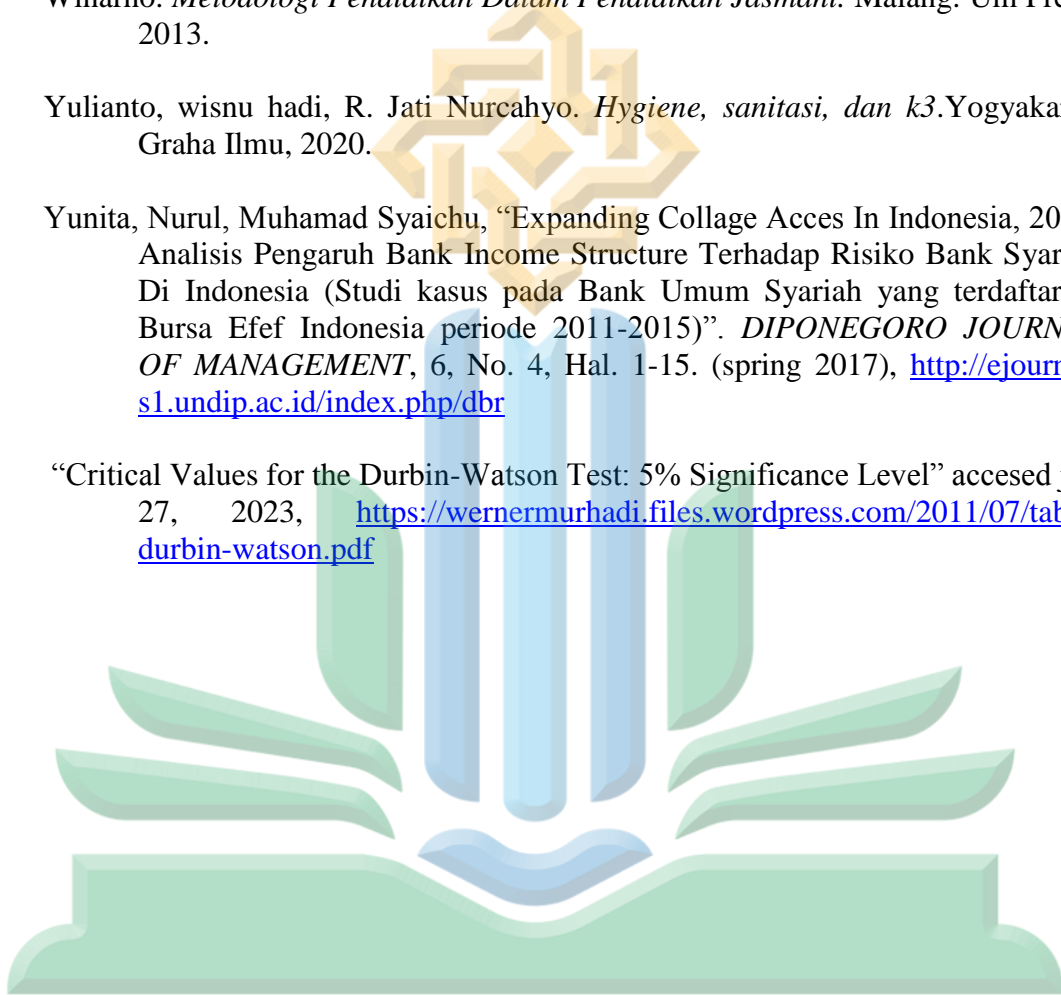 Winarno. Metodologi Pendidikan Dalam Pendidikan Jasmani. Malang: Um
2013.
Yulianto, wisnu hadi, R. Jati Nurcahyo. Hygiene, sanitasi, dan k3.Yogyakar
Graha Ilmu, 2020.
Yunita, Nurul, Muhamad Syaichu, “Expanding Collage Acces In Indonesia, 20
Analisis Pengaruh Bank Income Structure Terhadap Risiko Bank Syar
Di Indonesia (Studi kasus pada Bank Umum Syariah yang terdaftar
Bursa Efef Indonesia periode 2011-2015)”. DIPONEGORO JOURN
OF MANAGEMENT, 6, No. 4, Hal. 1-15. (spring 2017), http://ejourn
s1.undip.ac.id/index.php/dbr
“Critical Values for the Durbin-Watson Test: 5% Significance Level” accesed
27, 2023, https://wernermurhadi.files.wordpress.com/2011/07/tab
durbin-watson.pdf